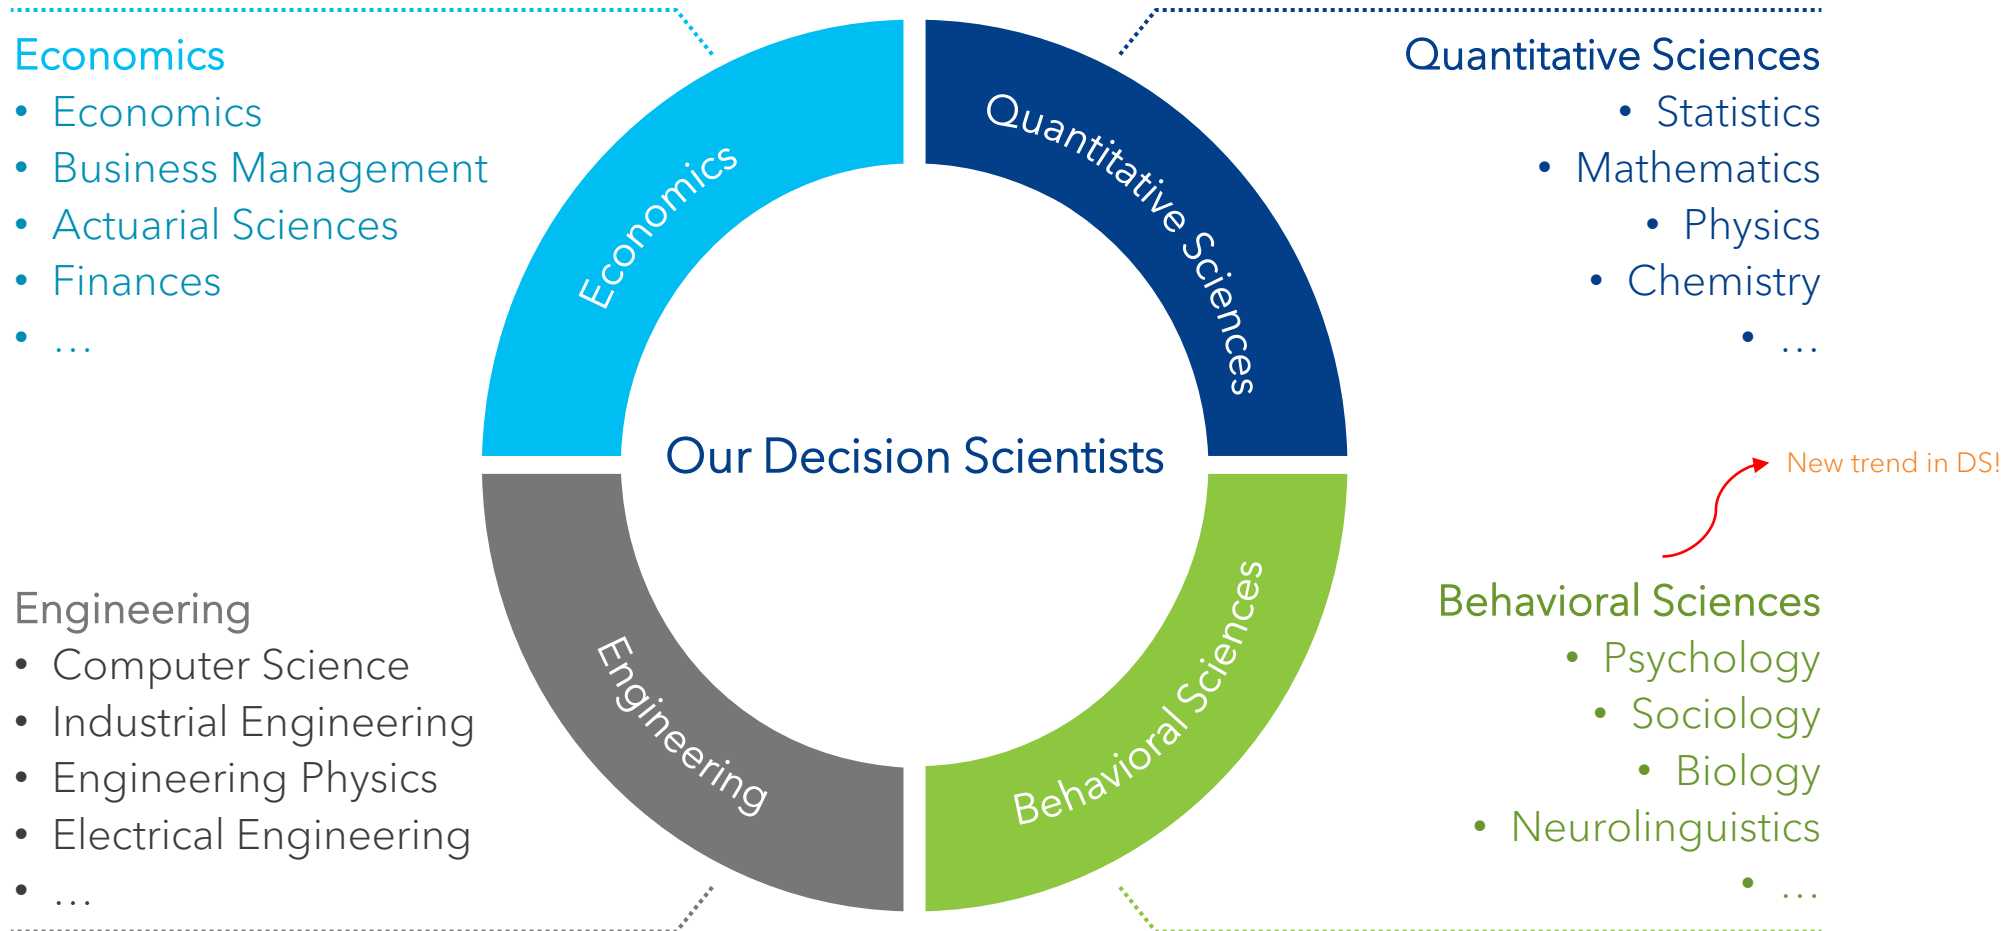 Economics
• Economics
• Business Management
• Actuarial Sciences
• Finances
• ...
Quantitative Sciences
• Statistics
• Mathematics
• Physics
• Chemistry
• ...
Economics
Quantitative Sciences
Our Decision Scientists
Engineering
Behavioral Sciences
New trend in DS!
Engineering
• Computer Science
• Industrial Engineering
• Engineering Physics
• Electrical Engineering
• ...
Behavioral Sciences
• Psychology
• Sociology
• Biology
• Neurolinguistics
• ...